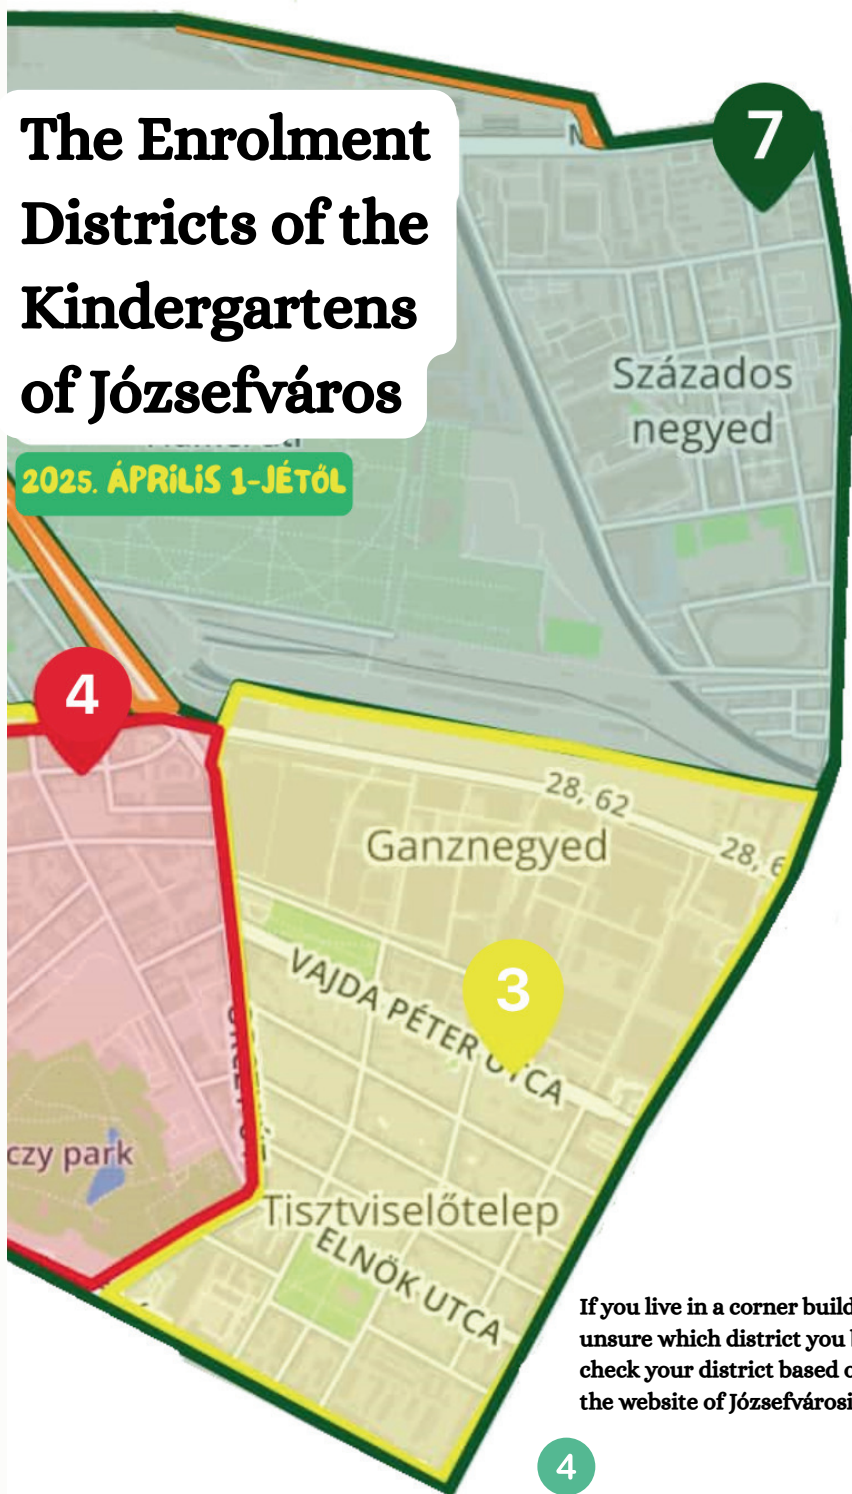 The Enrolment
Districts of the
Kindergartens
of Józsefváros
2025. ÁPRILIS 1-JÉTŐL
7
Százados
negyed
4
28, 62
28, 6
Ganznegyed
3
VAJDA PÉTER UTCA
czy park
Tisztviselőtelep
ELNÖK UTCA
If you live in a corner build
unsure which district you
check your district based o
the website of Józsefvárosi
4